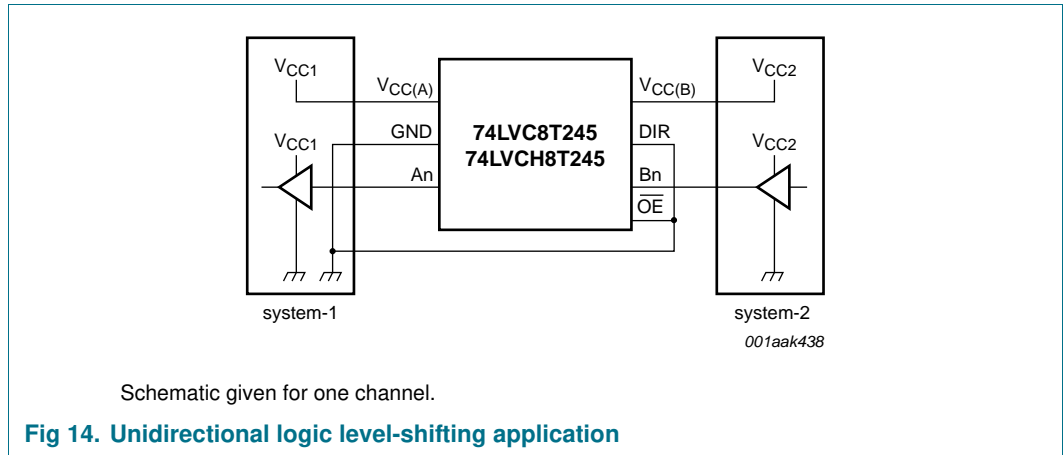 VCC1
VCC(A)
VCC(B)
VCC2
GND
74LVC8T245
DIR
VCC1
74LVCH8T245
VCC2
An
Bn
OE
system-1
system-2
001aak438
Schematic given for one channel.
Fig 14. Unidirectional logic level-shifting application